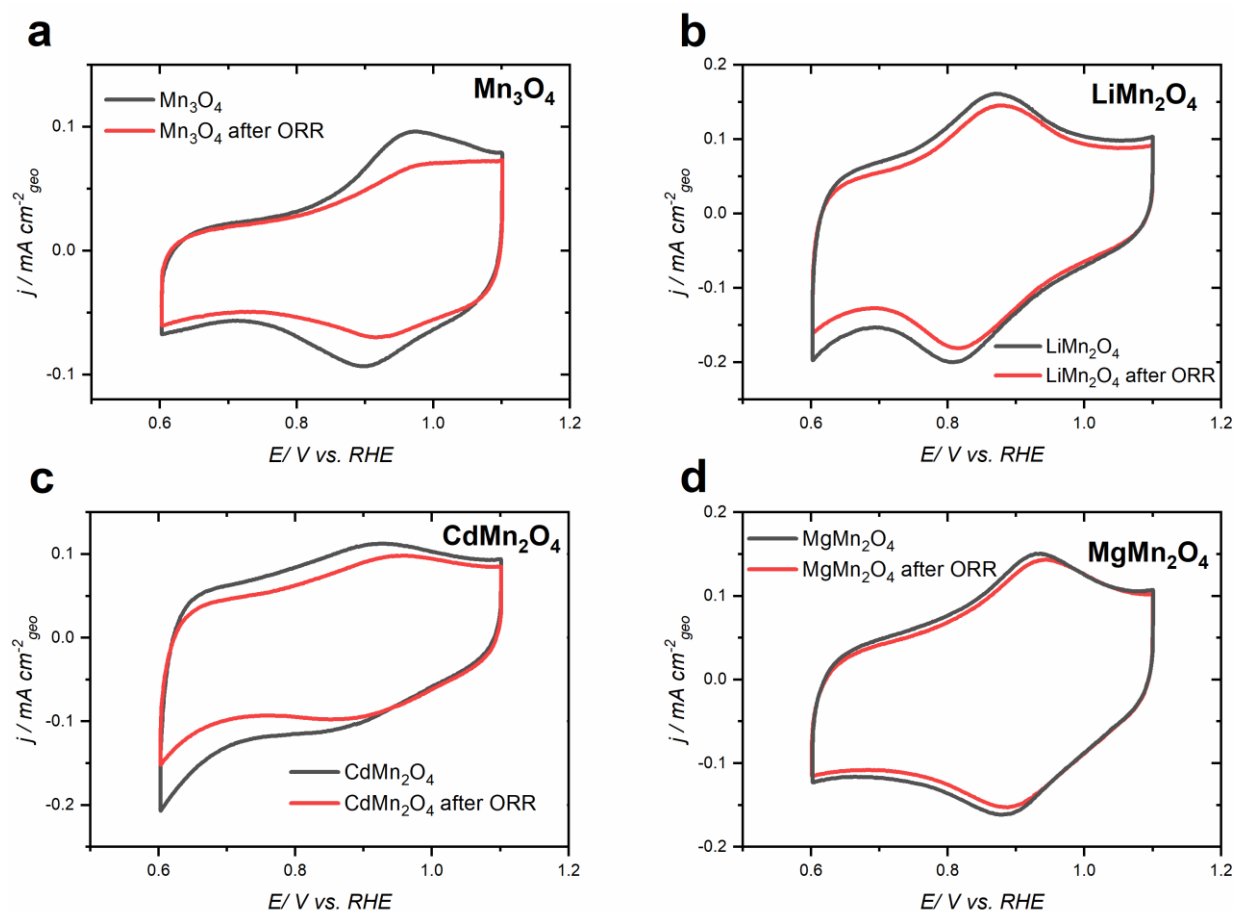 a
Mn₃O₄
Mn₃O₄
Mn₃O₄ after ORR
0.1
0.0
-0.1
0.6 0.8 1.0 1.2
j / mA cm⁻²geo
E/ V vs. RHE
b
LiMn₂O₄
0.2
0.1
0.0
-0.1
-0.2
LiMn₂O₄
LiMn₂O₄ after ORR
0.6 0.8 1.0 1.2
j / mA cm⁻²geo
E/ V vs. RHE
c
CdMn₂O₄
0.1
0.0
-0.1
-0.2
CdMn₂O₄
CdMn₂O₄ after ORR
0.6 0.8 1.0 1.2
j / mA cm⁻²geo
E/ V vs. RHE
d
0.2
MgMn₂O₄
MgMn₂O₄
MgMn₂O₄ after ORR
0.1
0.0
-0.1
-0.2
0.6 0.8 1.0 1.2
j / mA cm⁻²geo
E/ V vs. RHE